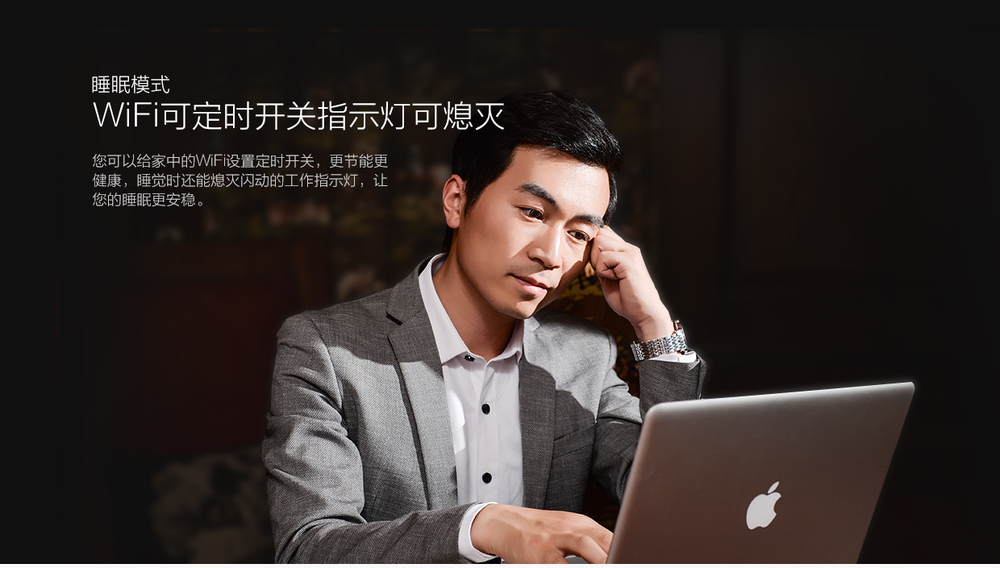 睡眠模式
WiFi可定时开关指示灯可熄灭
您可以给家中的WiFi设置定时开关，更节能更
健康，睡觉时还能熄灭闪动的工作指示灯，让
您的睡眠更安稳。